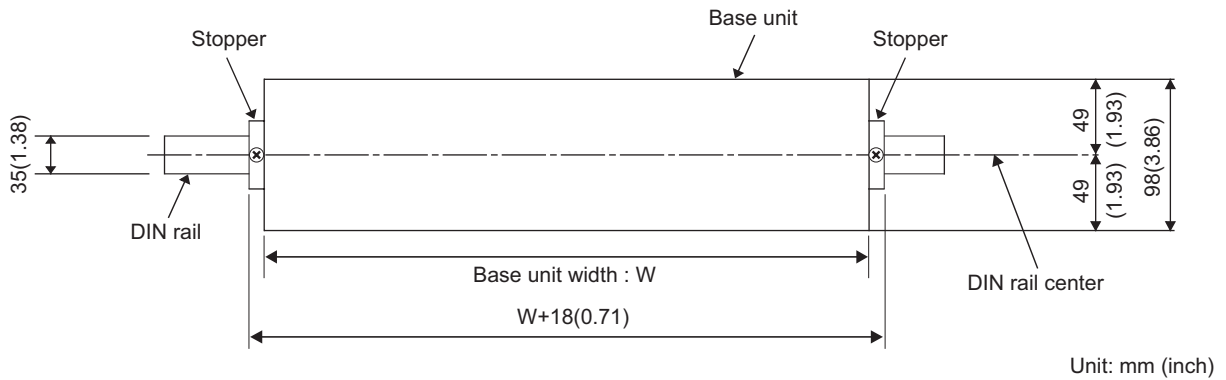 Base unit
Stopper
Stopper
35(1.38)
49
(1.93)
49
(1.93)
98(3.86)
DIN rail
Base unit width : W
DIN rail center
W+18(0.71)
Unit: mm (inch)